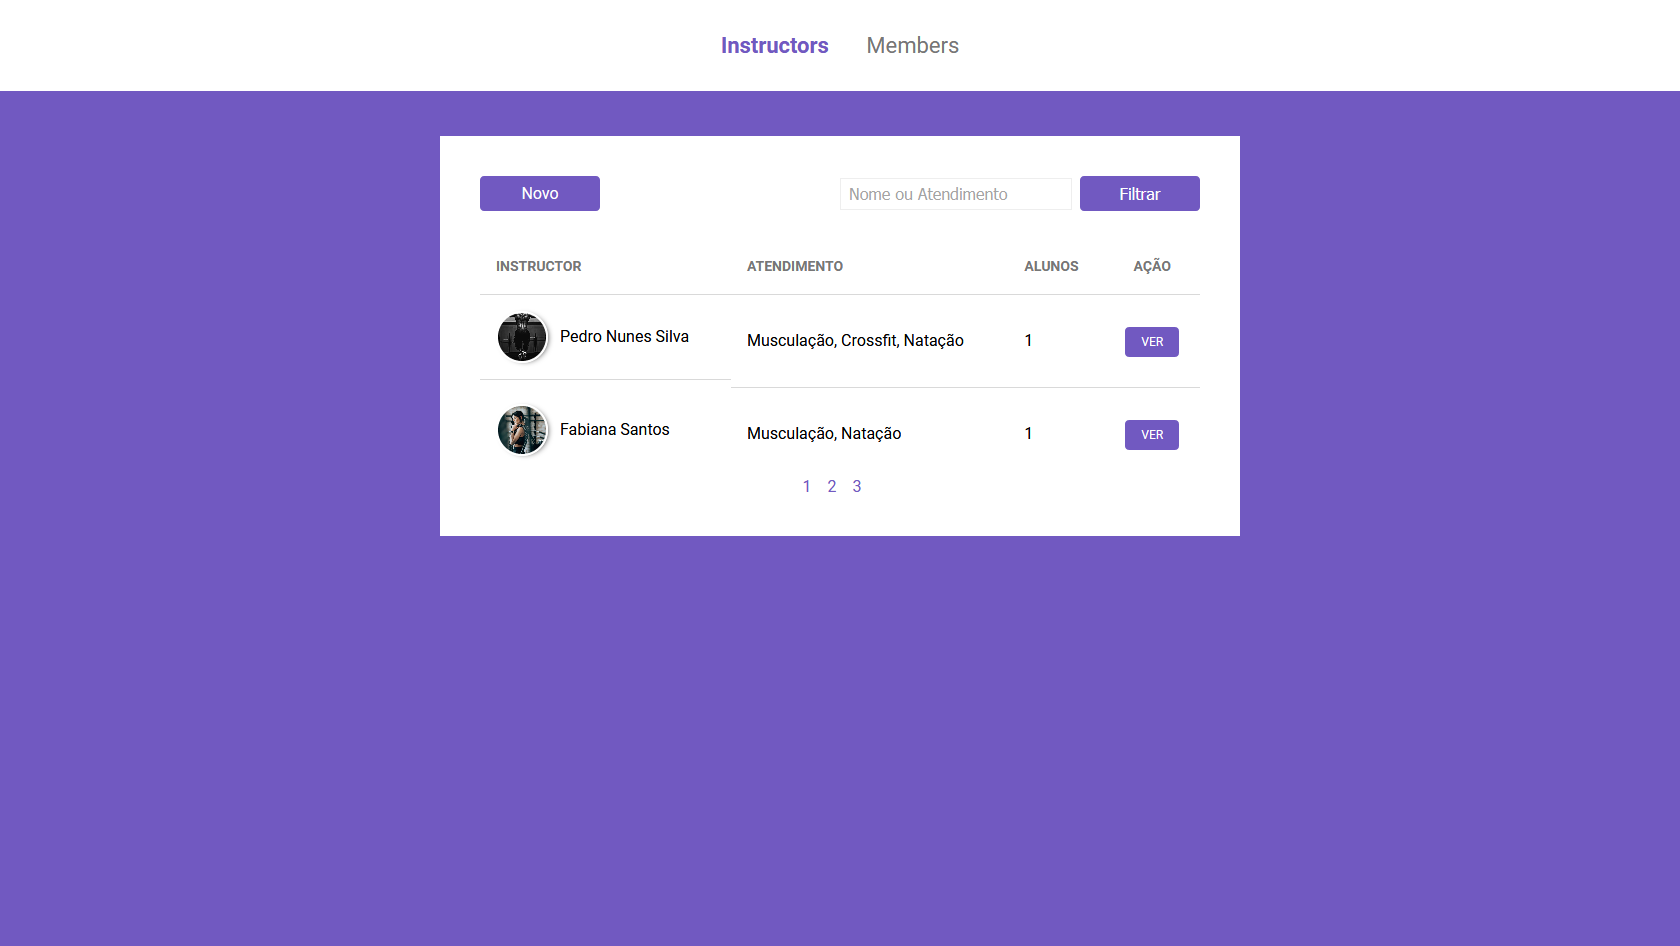 Instructors Members
Novo Nome ou Atendimento Filtrar
INSTRUCTOR ATENDIMENTO ALUNOS AÇÃO
Pedro Nunes Silva Musculação, Crossfit, Natação 1 VER
Fabiana Santos Musculação, Natação 1 VER
1 2 3